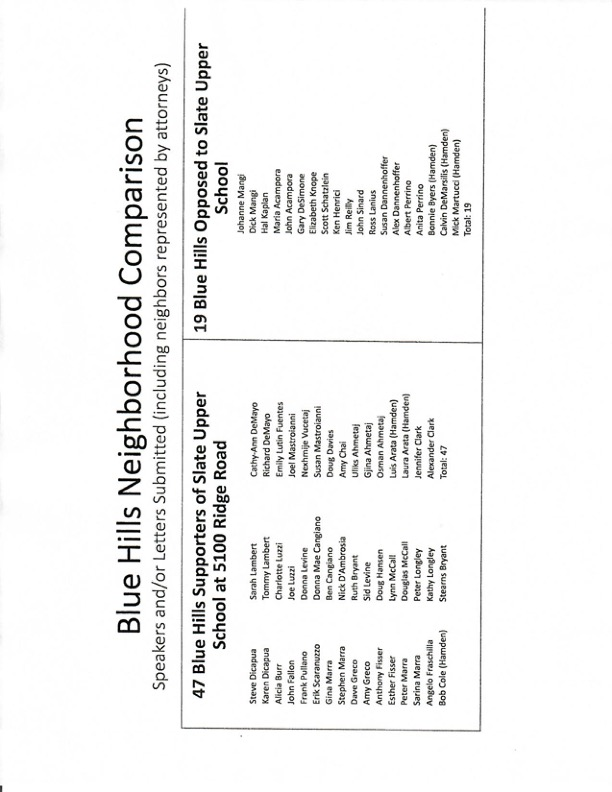 Blue Hills Neighborhood Comparison
Speakers and/or Letters Submitted (including neighbors represented by attorneys)
47 Blue Hills Supporters of Slate Upper
School at 5100 Ridge Road
Steve Dicapua
Karen Dicapua
Alicia Burr
John Fallon
Frank Pullano
Erik Scaranuzzo
Gina Marra
Stephen Marra
Dave Greco
Amy Greco
Anthony Fisser
Esther Fisser
Peter Marra
Sarina Marra
Angelo Fraschilla
Bob Cole (Hamden)
Sarah Lambert
Tommy Lambert
Charlotte Luzzi
Joe Luzzi
Donna Levine
Donna Mae Cangiano
Ben Cangiano
Nick D'Ambrosia
Ruth Bryant
Sid Levine
Doug Hansen
Lynn McCall
Douglas McCall
Peter Longley
Kathy Longley
Stearns Bryant
Cathy-Ann DeMayo
Richard DeMayo
Emily Lutin Fuentes
Joel Mastroianni
Nexhmije Vucetaj
Susan Mastroianni
Doug Davies
Amy Chai
Ulks Ahmetaj
Gjina Ahmetaj
Osman Ahmetaj
Luis Arata (Hamden)
Laura Arata (Hamden)
Jennifer Clark
Alexander Clark
Total: 47
19 Blue Hills Opposed to Slate Upper
School
Johanne Mangi
Dick Mangi
Hal Kaplan
Maria Acampora
John Acampora
Gary DeSimone
Elizabeth Knope
Scott Schatzlein
Ken Henrici
Jim Reilly
John Sinard
Ross Lanius
Susan Dannenhoffer
Alex Dannenhoffer
Albert Perrino
Anita Perrino
Bonnie Byers (Hamden)
Calvin DeMarsilis (Hamden)
Mick Martucci (Hamden)
Total: 19